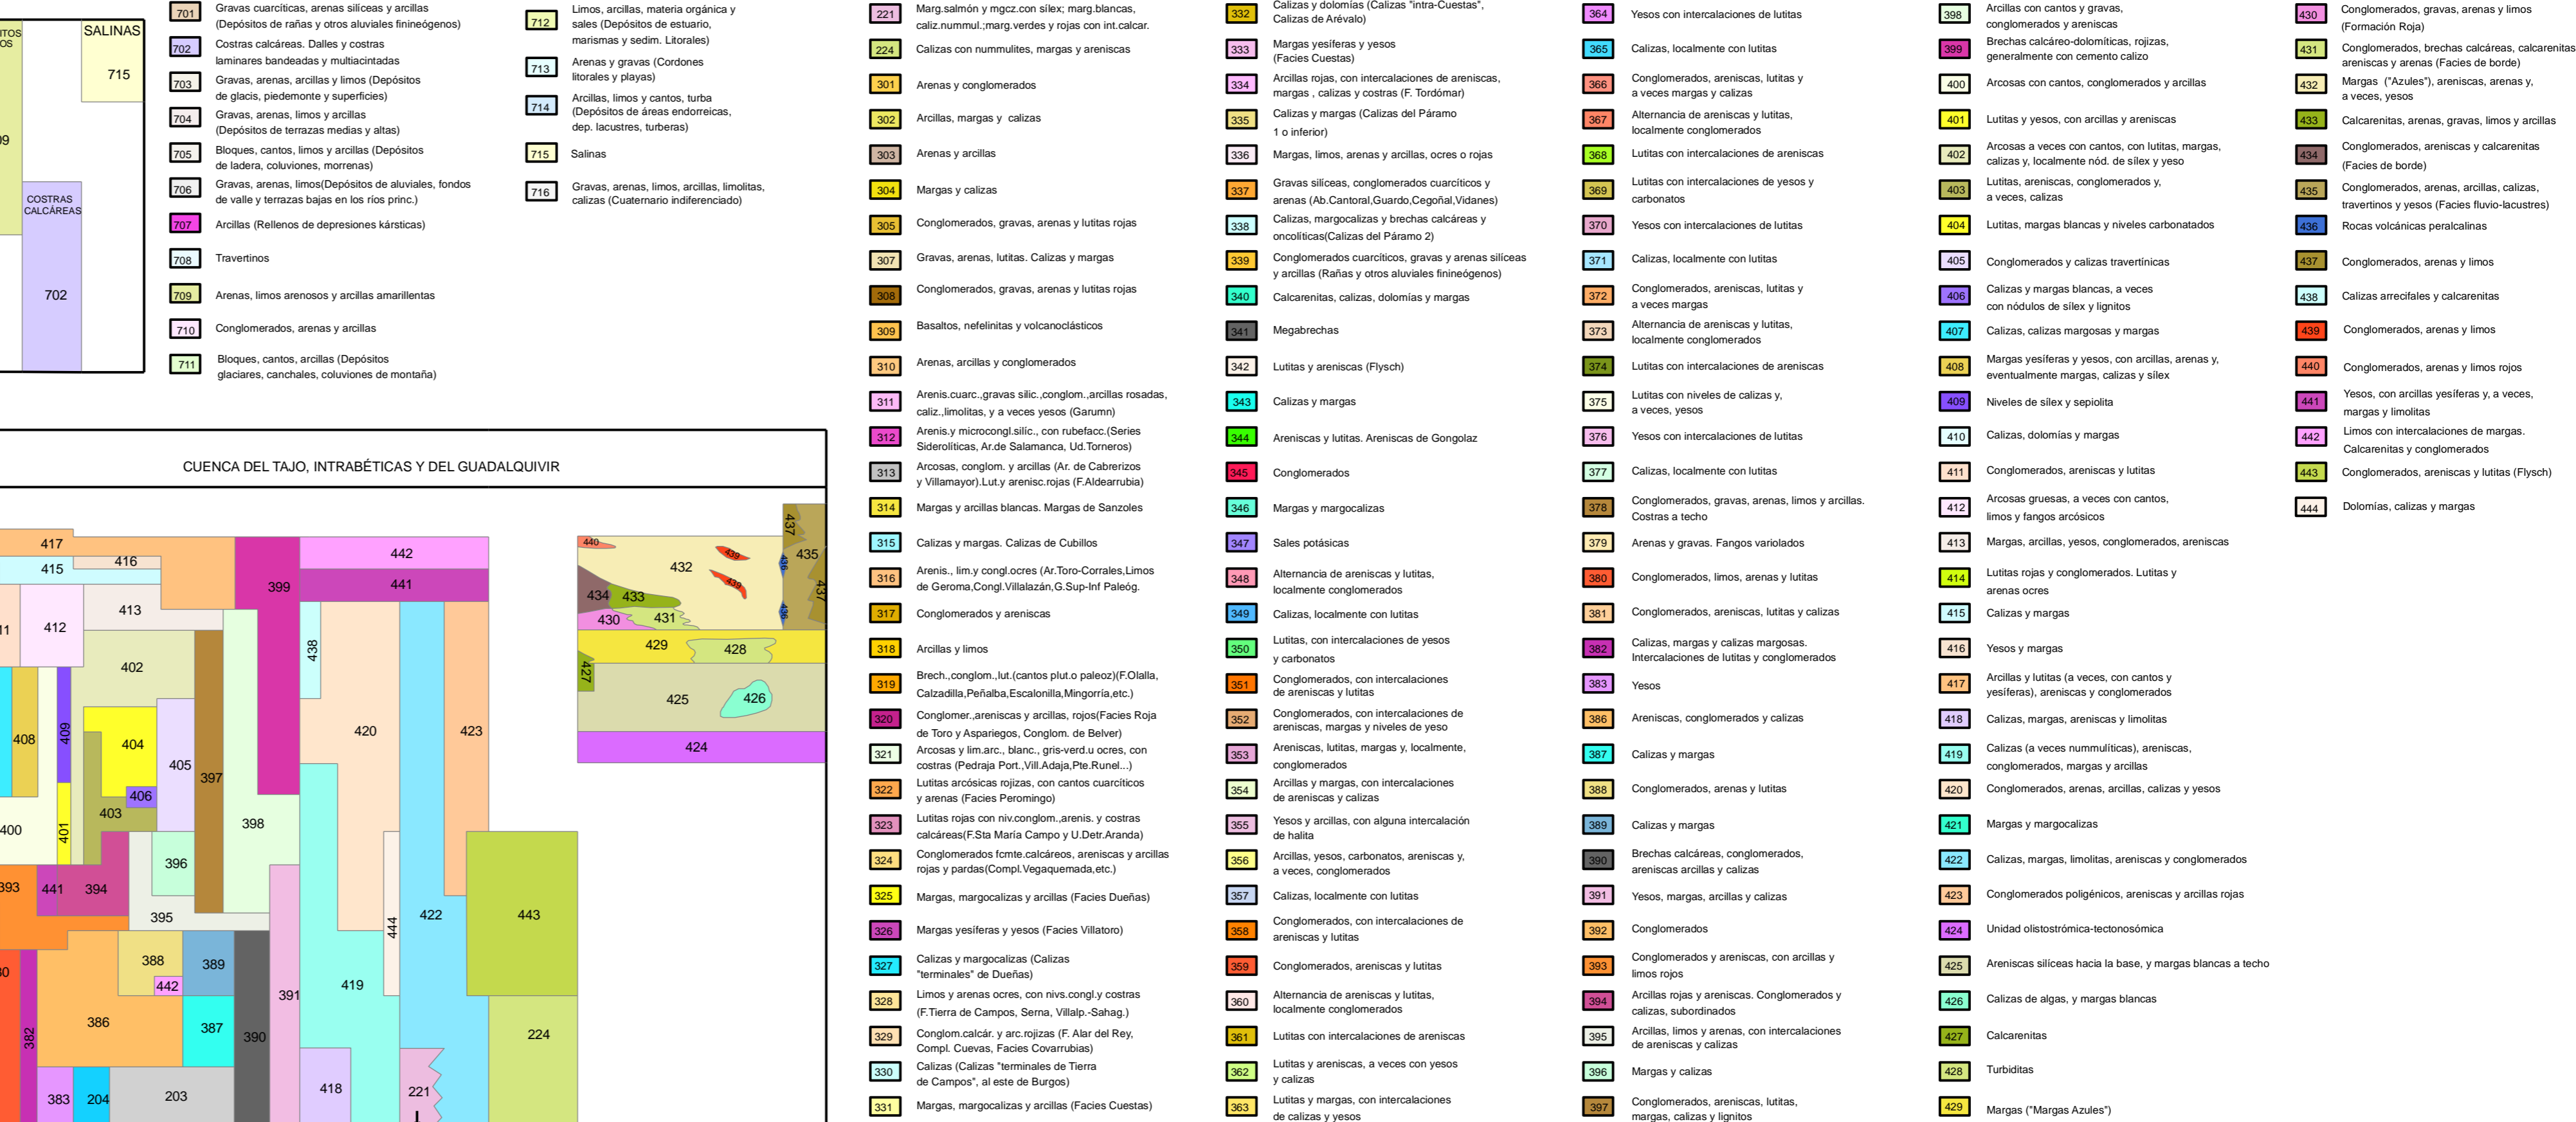 SALINAS
715
COSTRAS
CALCÁREAS
702
701 Gravas cuarcíticas, arenas silíceas y arcillas
(Depósitos de rañas y otros aluviales finineógenos)
702 Costras calcáreas. Dalles y costras
laminares bandeadas y multiacintadas
703 Gravas, arenas, arcillas y limos (Depósitos
de glacis, piedemonte y superficies)
704 Gravas, arenas, limos y arcillas
(Depósitos de terrazas medias y altas)
705 Bloques, cantos, limos y arcillas (Depósitos
de ladera, coluviones, morrenas)
706 Gravas, arenas, limos(Depósitos de aluviales, fondos
de valle y terrazas bajas en los ríos princ.)
707 Arcillas (Rellenos de depresiones kársticas)
708 Travertinos
709 Arenas, limos arenosos y arcillas amarillentas
710 Conglomerados, arenas y arcillas
711 Bloques, cantos, arcillas (Depósitos
glaciares, canchales, coluviones de montaña)
712 Limos, arcillas, materia orgánica y
sales (Depósitos de estuario,
marismas y sedim. Litorales)
713 Arenas y gravas (Cordones
litorales y playas)
714 Arcillas, limos y cantos, turba
(Depósitos de áreas endorreicas,
dep. lacustres, turberas)
715 Salinas
716 Gravas, arenas, limos, arcillas, limolitas,
calizas (Cuaternario indiferenciado)
CUENCA DEL TAJO, INTRABÉTICAS Y DEL GUADALQUIVIR
417
416
415
399
442
441
413
412
438
402
408
409
404
405
397
420
423
406
403
400
401
398
396
393
441
394
395
444
422
443
388
389
442
391
419
386
387
390
382
224
383
204
203
418
221
440
439
432
436
437
435
439
434
433
430
431
436
437
429
428
427
425
426
424
221 Marg.salmón y mgcz.con sílex; marg.blancas,
caliz.nummul.;marg.verdes y rojas con int.calcar.
224 Calizas con nummulites, margas y areniscas
301 Arenas y conglomerados
302 Arcillas, margas y calizas
303 Arenas y arcillas
304 Margas y calizas
305 Conglomerados, gravas, arenas y lutitas rojas
307 Gravas, arenas, lutitas. Calizas y margas
308 Conglomerados, gravas, arenas y lutitas rojas
309 Basaltos, nefelinitas y volcanoclásticos
310 Arenas, arcillas y conglomerados
311 Arenis.cuarc.,gravas silic.,conglom.,arcillas rosadas,
caliz.,limolitas, y a veces yesos (Garumn)
312 Arenis.y microcongl.silíc., con rubefacc.(Series
Siderolíticas, Ar.de Salamanca, Ud.Torneros)
313 Arcosas, conglom. y arcillas (Ar. de Cabrerizos
y Villamayor).Lut.y arenisc.rojas (F.Aldearrubia)
314 Margas y arcillas blancas. Margas de Sanzoles
315 Calizas y margas. Calizas de Cubillos
316 Arenis., lim.y congl.ocres (Ar.Toro-Corrales,Limos
de Geroma,Congl.Villalazán,G.Sup-Inf Paleóg.
317 Conglomerados y areniscas
318 Arcillas y limos
319 Brech.,conglom.,lut.(cantos plut.o paleoz)(F.Olalla,
Calzadilla,Peñalba,Escalonilla,Mingorría,etc.)
320 Conglomer.,areniscas y arcillas, rojos(Facies Roja
de Toro y Aspariegos, Conglom. de Belver)
321 Arcosas y lim.arc., blanc., gris-verd.u ocres, con
costras (Pedraja Port.,Vill.Adaja,Pte.Runel...)
322 Lutitas arcósicas rojizas, con cantos cuarcíticos
y arenas (Facies Peromingo)
323 Lutitas rojas con niv.conglom.,arenis. y costras
calcáreas(F.Sta María Campo y U.Detr.Aranda)
324 Conglomerados fcmte.calcáreos, areniscas y arcillas
rojas y pardas(Compl.Vegaquemada,etc.)
325 Margas, margocalizas y arcillas (Facies Dueñas)
326 Margas yesíferas y yesos (Facies Villatoro)
327 Calizas y margocalizas (Calizas
"terminales" de Dueñas)
328 Limos y arenas ocres, con nivs.congl.y costras
(F.Tierra de Campos, Serna, Villalp.-Sahag.)
329 Conglom.calcár. y arc.rojizas (F. Alar del Rey,
Compl. Cuevas, Facies Covarrubias)
330 Calizas (Calizas "terminales de Tierra
de Campos", al este de Burgos)
331 Margas, margocalizas y arcillas (Facies Cuestas)
332 Calizas y dolomías (Calizas "intra-Cuestas",
Calizas de Arévalo)
333 Margas yesíferas y yesos
(Facies Cuestas)
334 Arcillas rojas, con intercalaciones de areniscas,
margas , calizas y costras (F. Tordómar)
335 Calizas y margas (Calizas del Páramo
1 o inferior)
336 Margas, limos, arenas y arcillas, ocres o rojas
337 Gravas silíceas, conglomerados cuarcíticos y
arenas (Ab.Cantoral,Guardo,Cegoñal,Vidanes)
338 Calizas, margocalizas y brechas calcáreas y
oncolíticas(Calizas del Páramo 2)
339 Conglomerados cuarcíticos, gravas y arenas silíceas
y arcillas (Rañas y otros aluviales finineógenos)
340 Calcarenitas, calizas, dolomías y margas
341 Megabrechas
342 Lutitas y areniscas (Flysch)
343 Calizas y margas
344 Areniscas y lutitas. Areniscas de Gongolaz
345 Conglomerados
346 Margas y margocalizas
347 Sales potásicas
348 Alternancia de areniscas y lutitas,
localmente conglomerados
349 Calizas, localmente con lutitas
350 Lutitas, con intercalaciones de yesos
y carbonatos
351 Conglomerados, con intercalaciones
de areniscas y lutitas
352 Conglomerados, con intercalaciones de
areniscas, margas y niveles de yeso
353 Areniscas, lutitas, margas y, localmente,
conglomerados
354 Arcillas y margas, con intercalaciones
de areniscas y calizas
355 Yesos y arcillas, con alguna intercalación
de halita
356 Arcillas, yesos, carbonatos, areniscas y,
a veces, conglomerados
357 Calizas, localmente con lutitas
358 Conglomerados, con intercalaciones de
areniscas y lutitas
359 Conglomerados, areniscas y lutitas
360 Alternancia de areniscas y lutitas,
localmente conglomerados
361 Lutitas con intercalaciones de areniscas
362 Lutitas y areniscas, a veces con yesos
y calizas
363 Lutitas y margas, con intercalaciones
de calizas y yesos
364 Yesos con intercalaciones de lutitas
365 Calizas, localmente con lutitas
366 Conglomerados, areniscas, lutitas y
a veces margas y calizas
367 Alternancia de areniscas y lutitas,
localmente conglomerados
368 Lutitas con intercalaciones de areniscas
369 Lutitas con intercalaciones de yesos y
carbonatos
370 Yesos con intercalaciones de lutitas
371 Calizas, localmente con lutitas
372 Conglomerados, areniscas, lutitas y
a veces margas
373 Alternancia de areniscas y lutitas,
localmente conglomerados
374 Lutitas con intercalaciones de areniscas
375 Lutitas con niveles de calizas y,
a veces, yesos
376 Yesos con intercalaciones de lutitas
377 Calizas, localmente con lutitas
378 Conglomerados, gravas, arenas, limos y arcillas.
Costras a techo
379 Arenas y gravas. Fangos variolados
380 Conglomerados, limos, arenas y lutitas
381 Conglomerados, areniscas, lutitas y calizas
382 Calizas, margas y calizas margosas.
Intercalaciones de lutitas y conglomerados
383 Yesos
386 Areniscas, conglomerados y calizas
387 Calizas y margas
388 Conglomerados, arenas y lutitas
389 Calizas y margas
390 Brechas calcáreas, conglomerados,
areniscas arcillas y calizas
391 Yesos, margas, arcillas y calizas
392 Conglomerados
393 Conglomerados y areniscas, con arcillas y
limos rojos
394 Arcillas rojas y areniscas. Conglomerados y
calizas, subordinados
395 Arcillas, limos y arenas, con intercalaciones
de areniscas y calizas
396 Margas y calizas
397 Conglomerados, areniscas, lutitas,
margas, calizas y lignitos
398 Arcillas con cantos y gravas,
conglomerados y areniscas
399 Brechas calcáreo-dolomíticas, rojizas,
generalmente con cemento calizo
400 Arcosas con cantos, conglomerados y arcillas
401 Lutitas y yesos, con arcillas y areniscas
402 Arcosas a veces con cantos, con lutitas, margas,
calizas y, localmente nód. de sílex y yeso
403 Lutitas, areniscas, conglomerados y,
a veces, calizas
404 Lutitas, margas blancas y niveles carbonatados
405 Conglomerados y calizas travertínicas
406 Calizas y margas blancas, a veces
con nódulos de sílex y lignitos
407 Calizas, calizas margosas y margas
408 Margas yesíferas y yesos, con arcillas, arenas y,
eventualmente margas, calizas y sílex
409 Niveles de sílex y sepiolita
410 Calizas, dolomías y margas
411 Conglomerados, areniscas y lutitas
412 Arcosas gruesas, a veces con cantos,
limos y fangos arcósicos
413 Margas, arcillas, yesos, conglomerados, areniscas
414 Lutitas rojas y conglomerados. Lutitas y
arenas ocres
415 Calizas y margas
416 Yesos y margas
417 Arcillas y lutitas (a veces, con cantos y
yesíferas), areniscas y conglomerados
418 Calizas, margas, areniscas y limolitas
419 Calizas (a veces nummulíticas), areniscas,
conglomerados, margas y arcillas
420 Conglomerados, arenas, arcillas, calizas y yesos
421 Margas y margocalizas
422 Calizas, margas, limolitas, areniscas y conglomerados
423 Conglomerados poligénicos, areniscas y arcillas rojas
424 Unidad olistostrómica-tectonosómica
425 Areniscas silíceas hacia la base, y margas blancas a techo
426 Calizas de algas, y margas blancas
427 Calcarenitas
428 Turbiditas
429 Margas ("Margas Azules")
430 Conglomerados, gravas, arenas y limos
(Formación Roja)
431 Conglomerados, brechas calcáreas, calcarenitas
areniscas y arenas (Facies de borde)
432 Margas ("Azules"), areniscas, arenas y,
a veces, yesos
433 Calcarenitas, arenas, gravas, limos y arcillas
434 Conglomerados, areniscas y calcarenitas
(Facies de borde)
435 Conglomerados, arenas, arcillas, calizas,
travertinos y yesos (Facies fluvio-lacustres)
436 Rocas volcánicas peralcalinas
437 Conglomerados, arenas y limos
438 Calizas arrecifales y calcarenitas
439 Conglomerados, arenas y limos
440 Conglomerados, arenas y limos rojos
441 Yesos, con arcillas yesíferas y, a veces,
margas y limolitas
442 Limos con intercalaciones de margas.
Calcarenitas y conglomerados
443 Conglomerados, areniscas y lutitas (Flysch)
444 Dolomías, calizas y margas